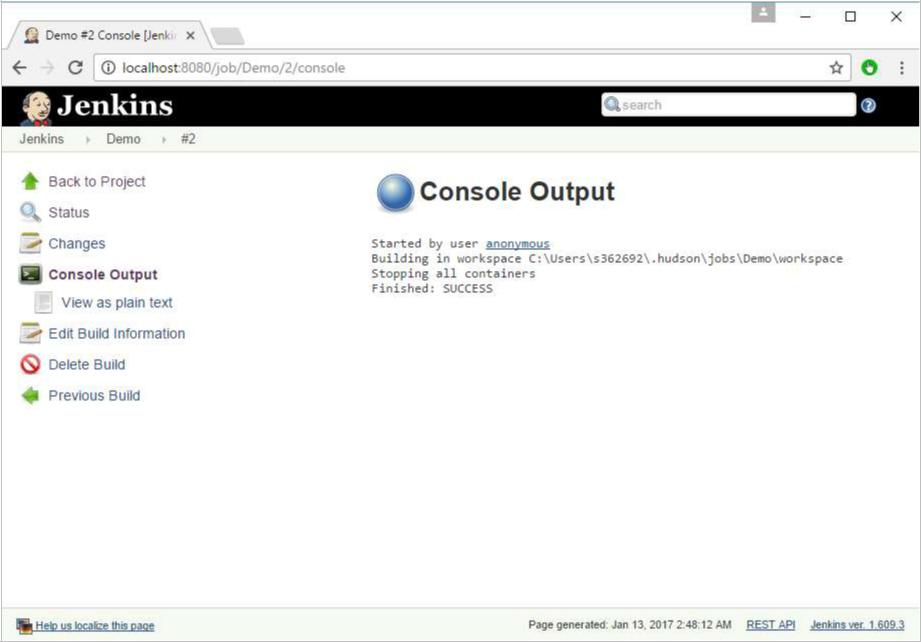 Demo #2 Console [Jenki
localhost:8080/job/Demo/2/console
Jenkins
search
Jenkins Demo #2
Back to Project
Status
Changes
Console Output
View as plain text
Edit Build Information
Delete Build
Previous Build
Console Output
Started by user anonymous
Building in workspace C:\Users\s362692\.hudson\jobs\Demo\workspace
Stopping all containers
Finished: SUCCESS
Help us localize this page
Page generated: Jan 13, 2017 2:48:12 AM REST API Jenkins ver. 1.609.3